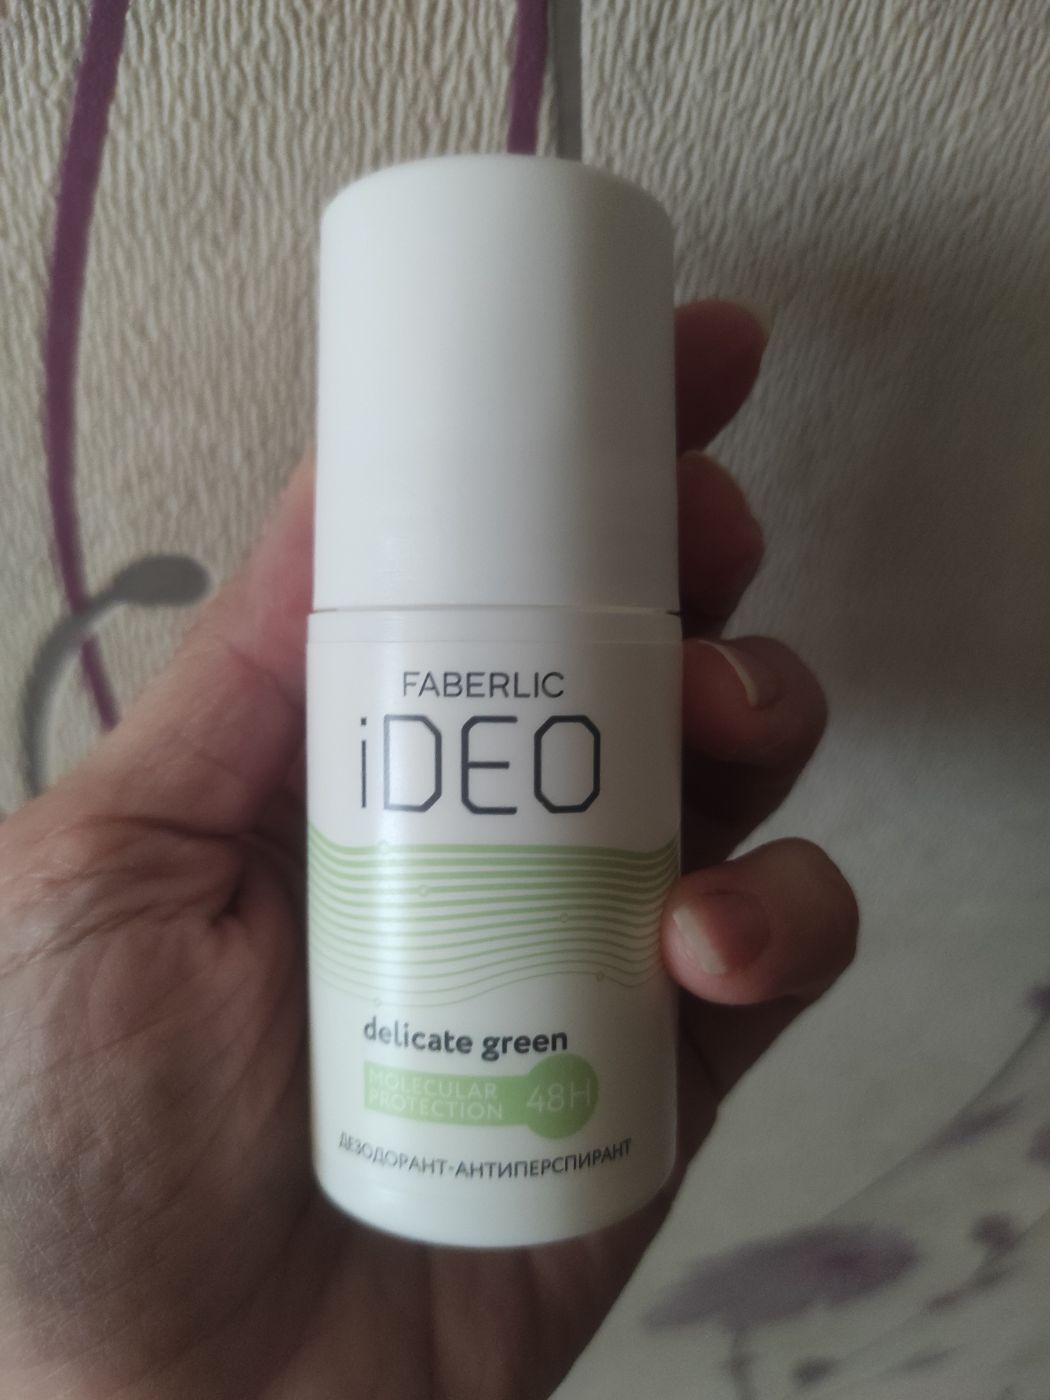 FABERLIC
iDEO
delicate green
MOLECULAR
PROTECTION
48H
ДЕЗОДОРАНТ-АНТИПЕРСПИРАНТ